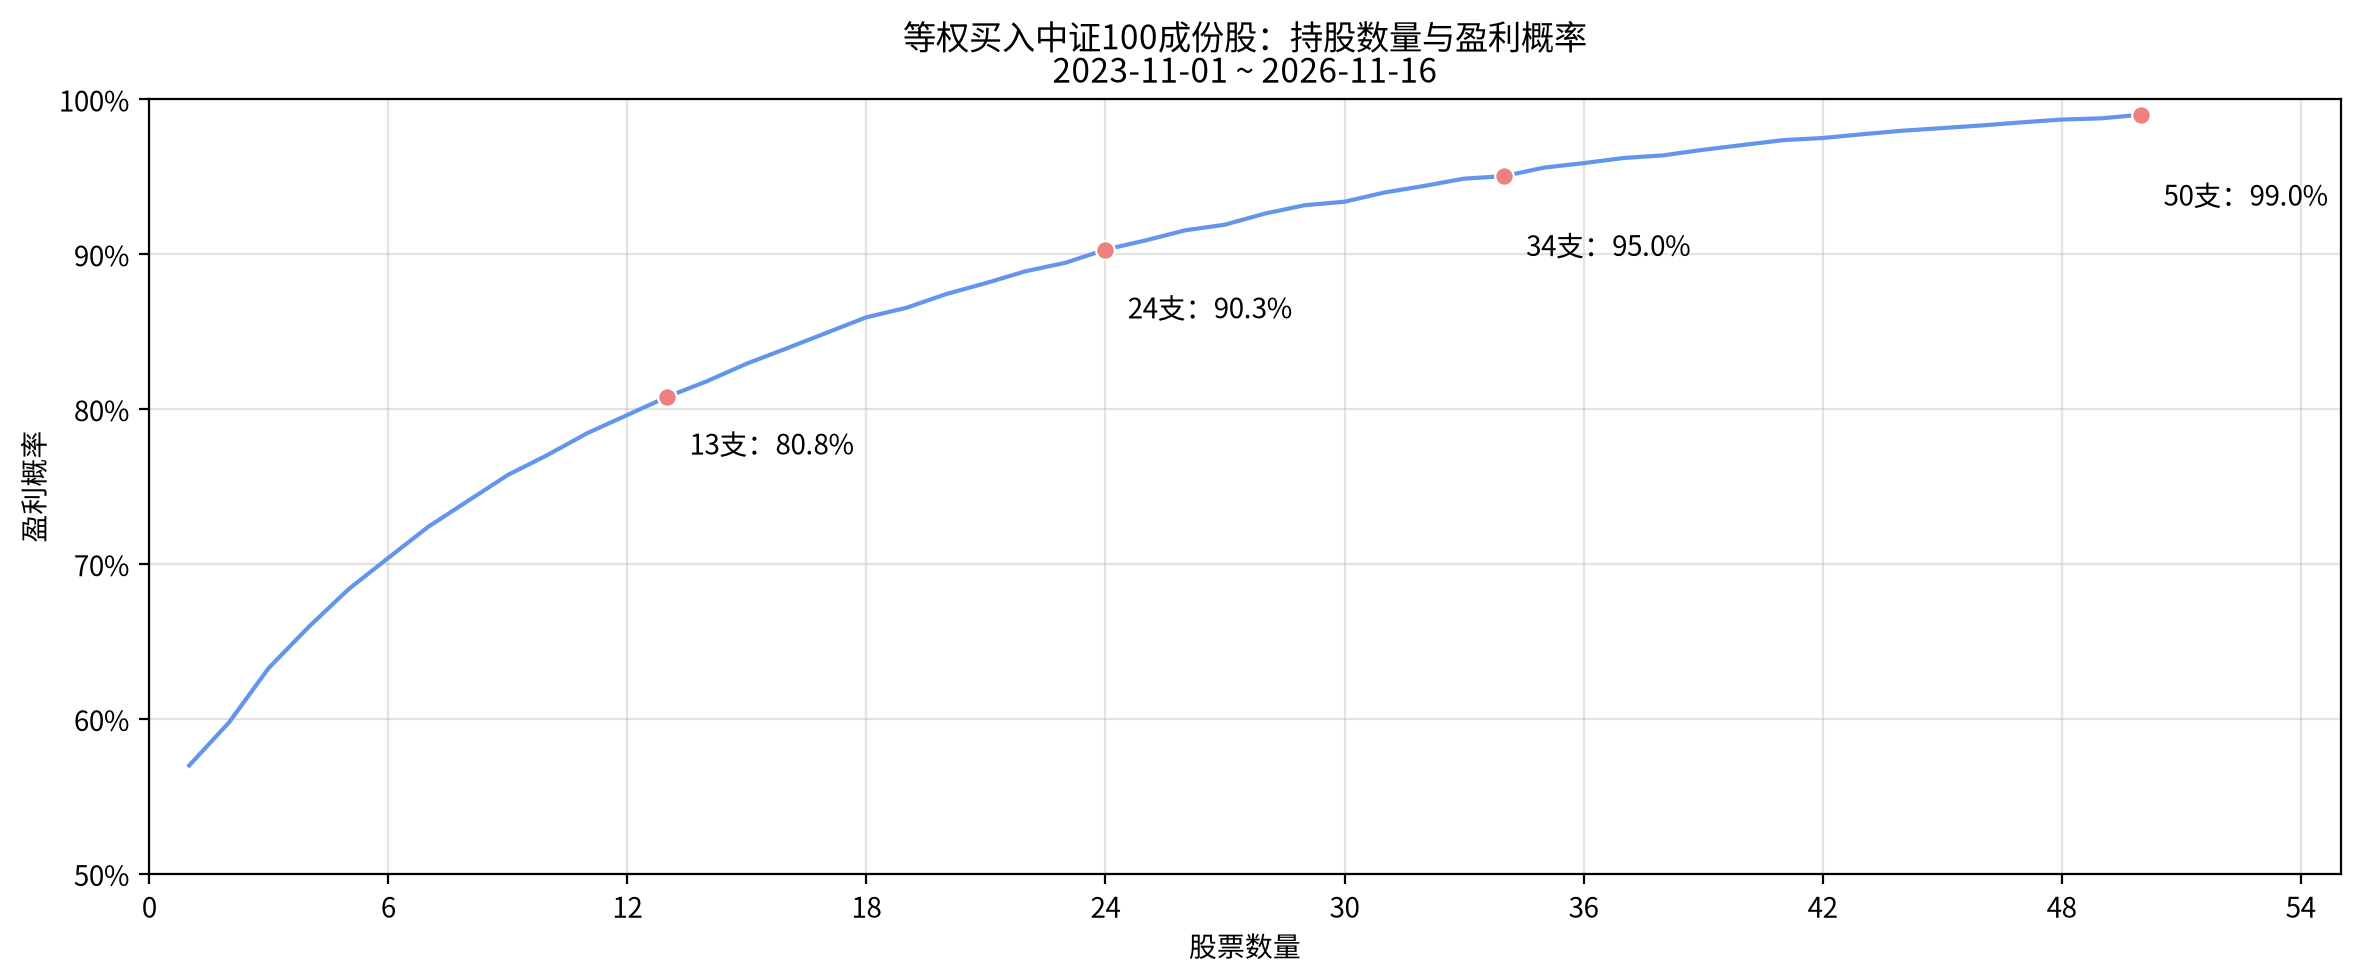 等权买入中证100成份股：持股数量与盈利概率
2023-11-01 ~ 2026-11-16
100%
90%
80%
70%
60%
50%
盈利概率
13支：80.8%
24支：90.3%
34支：95.0%
50支：99.0%
0 6 12 18 24 30 36 42 48 54
股票数量